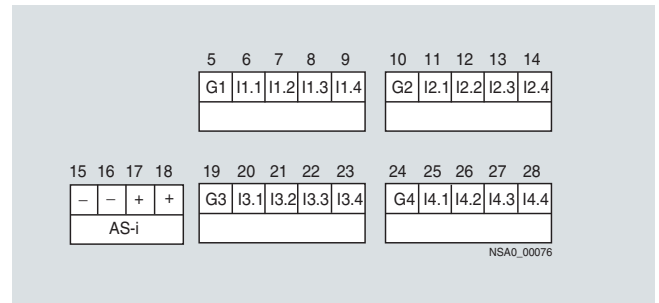 5 6 7 8 9 10 11 12 13 14
G1 I1.1 I1.2 I1.3 I1.4 G2 I2.1 I2.2 I2.3 I2.4
15 16 17 18 19 20 21 22 23 24 25 26 27 28
– – + + G3 I3.1 I3.2 I3.3 I3.4 G4 I4.1 I4.2 I4.3 I4.4
AS-i
NSA0_00076